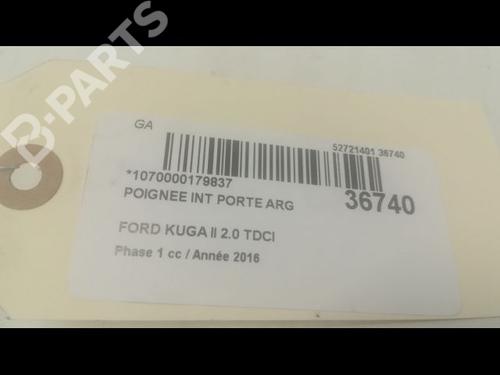 B-PARTS
GA
52721401 36740
*1070000179837
36740
POIGNEE INT PORTE ARG
FORD KUGA II 2.0 TDCI
Phase 1 cc / Année 2016